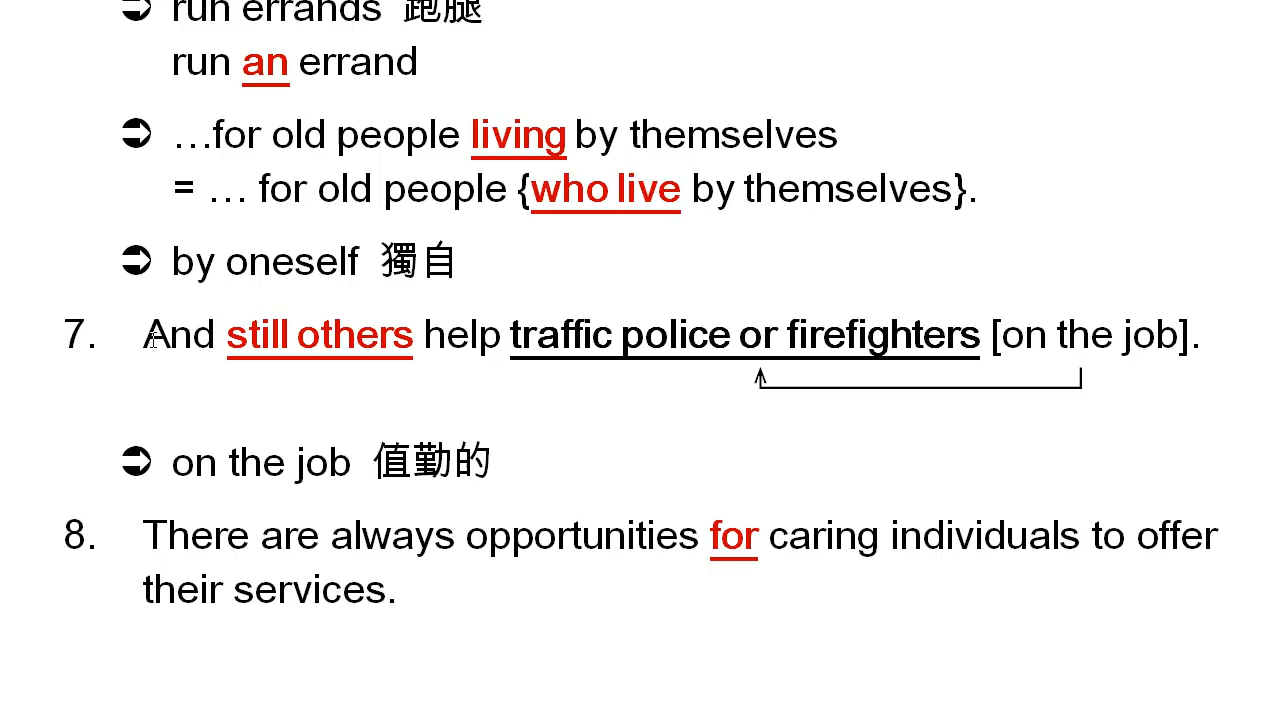 ➲ run errands 跑腿
run an errand
➲ …for old people living by themselves
= … for old people {who live by themselves}.
➲ by oneself 獨自
7. And still others help traffic police or firefighters [on the job].
➲ on the job 值勤的
8. There are always opportunities for caring individuals to offer
their services.